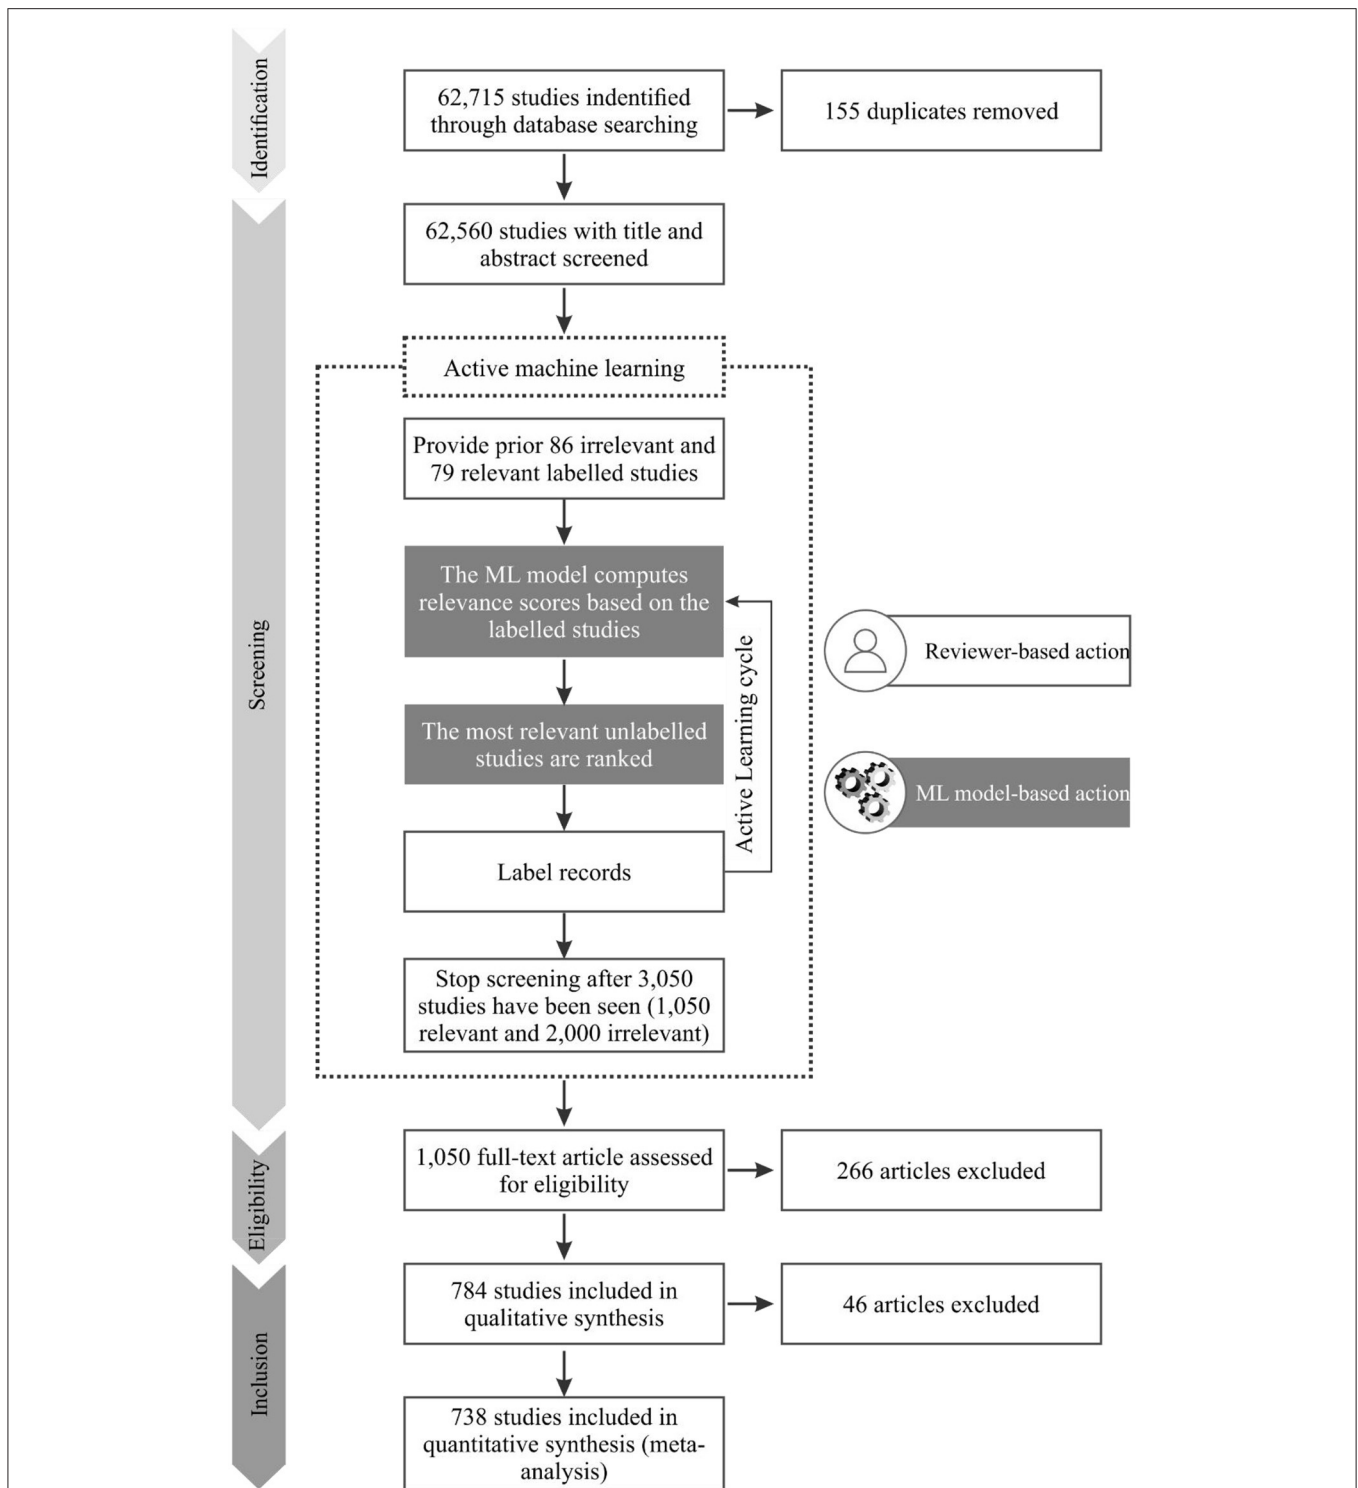 Identification
62,715 studies indentified
through database searching
155 duplicates removed
Screening
62,560 studies with title and
abstract screened
Active machine learning
Provide prior 86 irrelevant and
79 relevant labelled studies
The ML model computes
relevance scores based on the
labelled studies
The most relevant unlabelled
studies are ranked
Label records
Active Learning cycle
Stop screening after 3,050
studies have been seen (1,050
relevant and 2,000 irrelevant)
Reviewer-based action
ML model-based action
Eligibility
1,050 full-text article assessed
for eligibility
266 articles excluded
Inclusion
784 studies included in
qualitative synthesis
46 articles excluded
738 studies included in
quantitative synthesis (meta-
analysis)